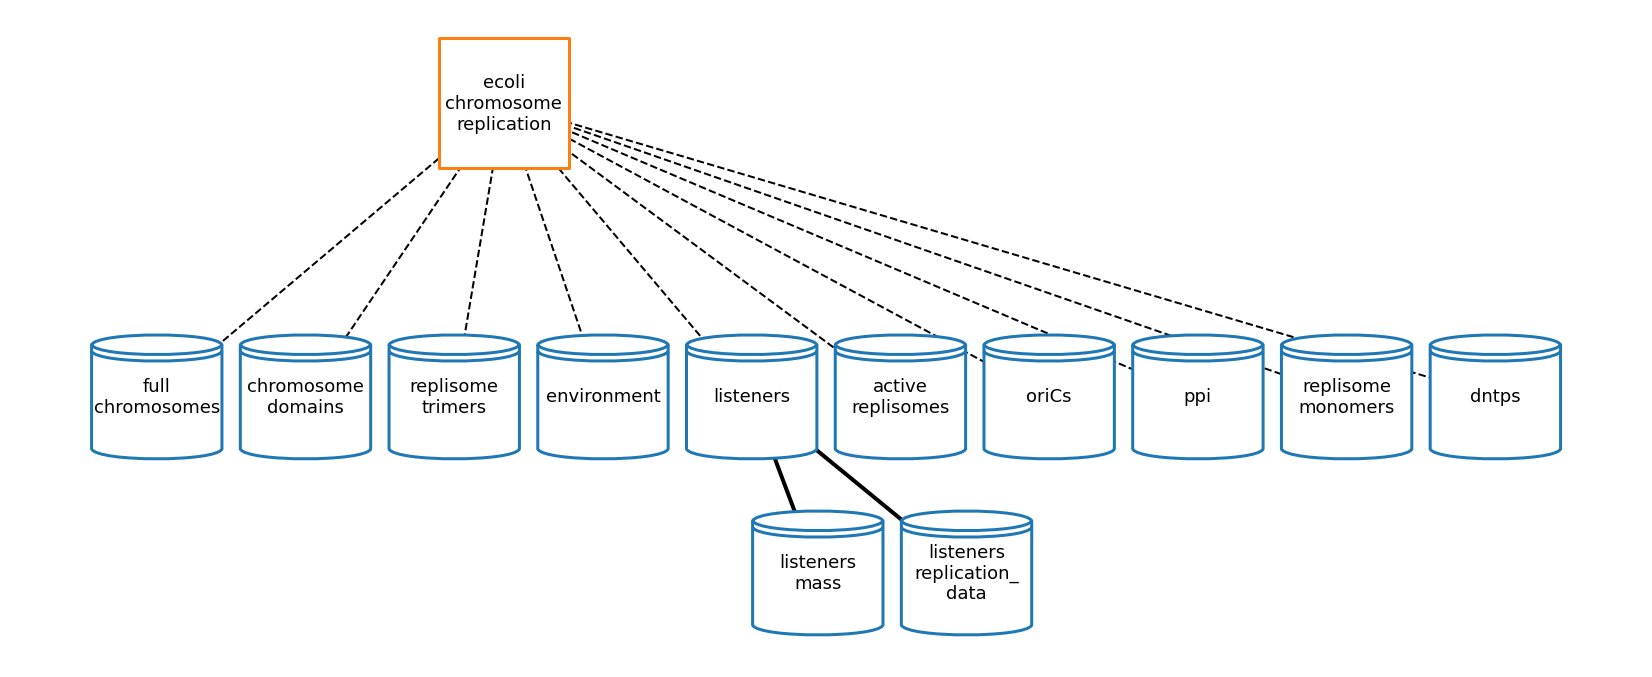 ecoli
chromosome
replication
full
chromosomes
chromosome
domains
replisome
trimers
environment
listeners
active
replisomes
oriCs
ppi
replisome
monomers
dntps
listeners
mass
listeners
replication_
data